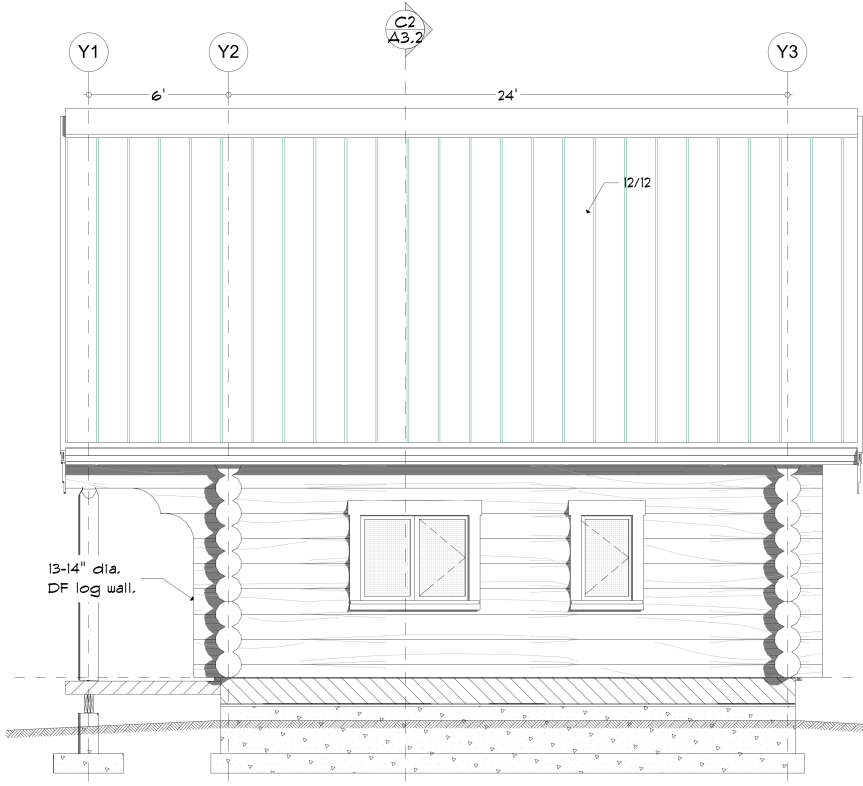 C2
A3.2
Y1
Y2
Y3
6'
24'
12/12
13-14" dia.
DF log wall.